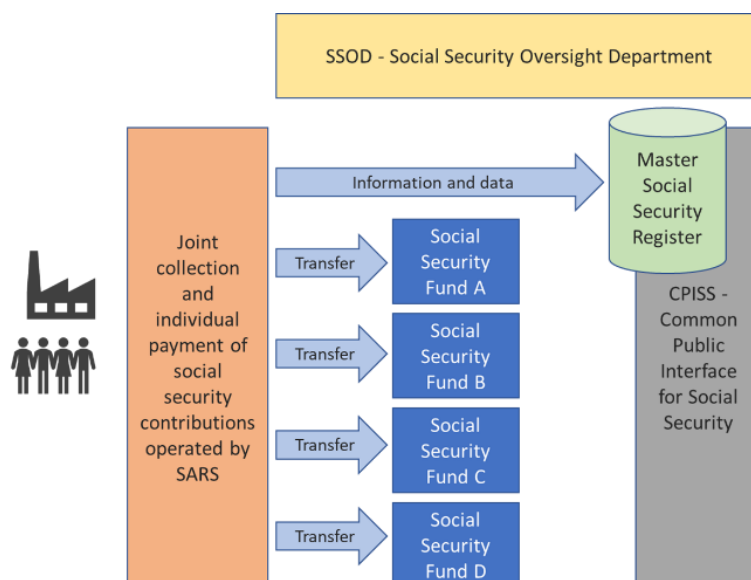 SSOD - Social Security Oversight Department
Master
Social
Security
Register
Information and data
Joint
collection
and
individual
payment of
social
security
contributions
operated by
SARS
Transfer
Social
Security
Fund A
Transfer
Social
Security
Fund B
Transfer
Social
Security
Fund C
Transfer
Social
Security
Fund D
CPISS -
Common
Public
Interface
for Social
Security